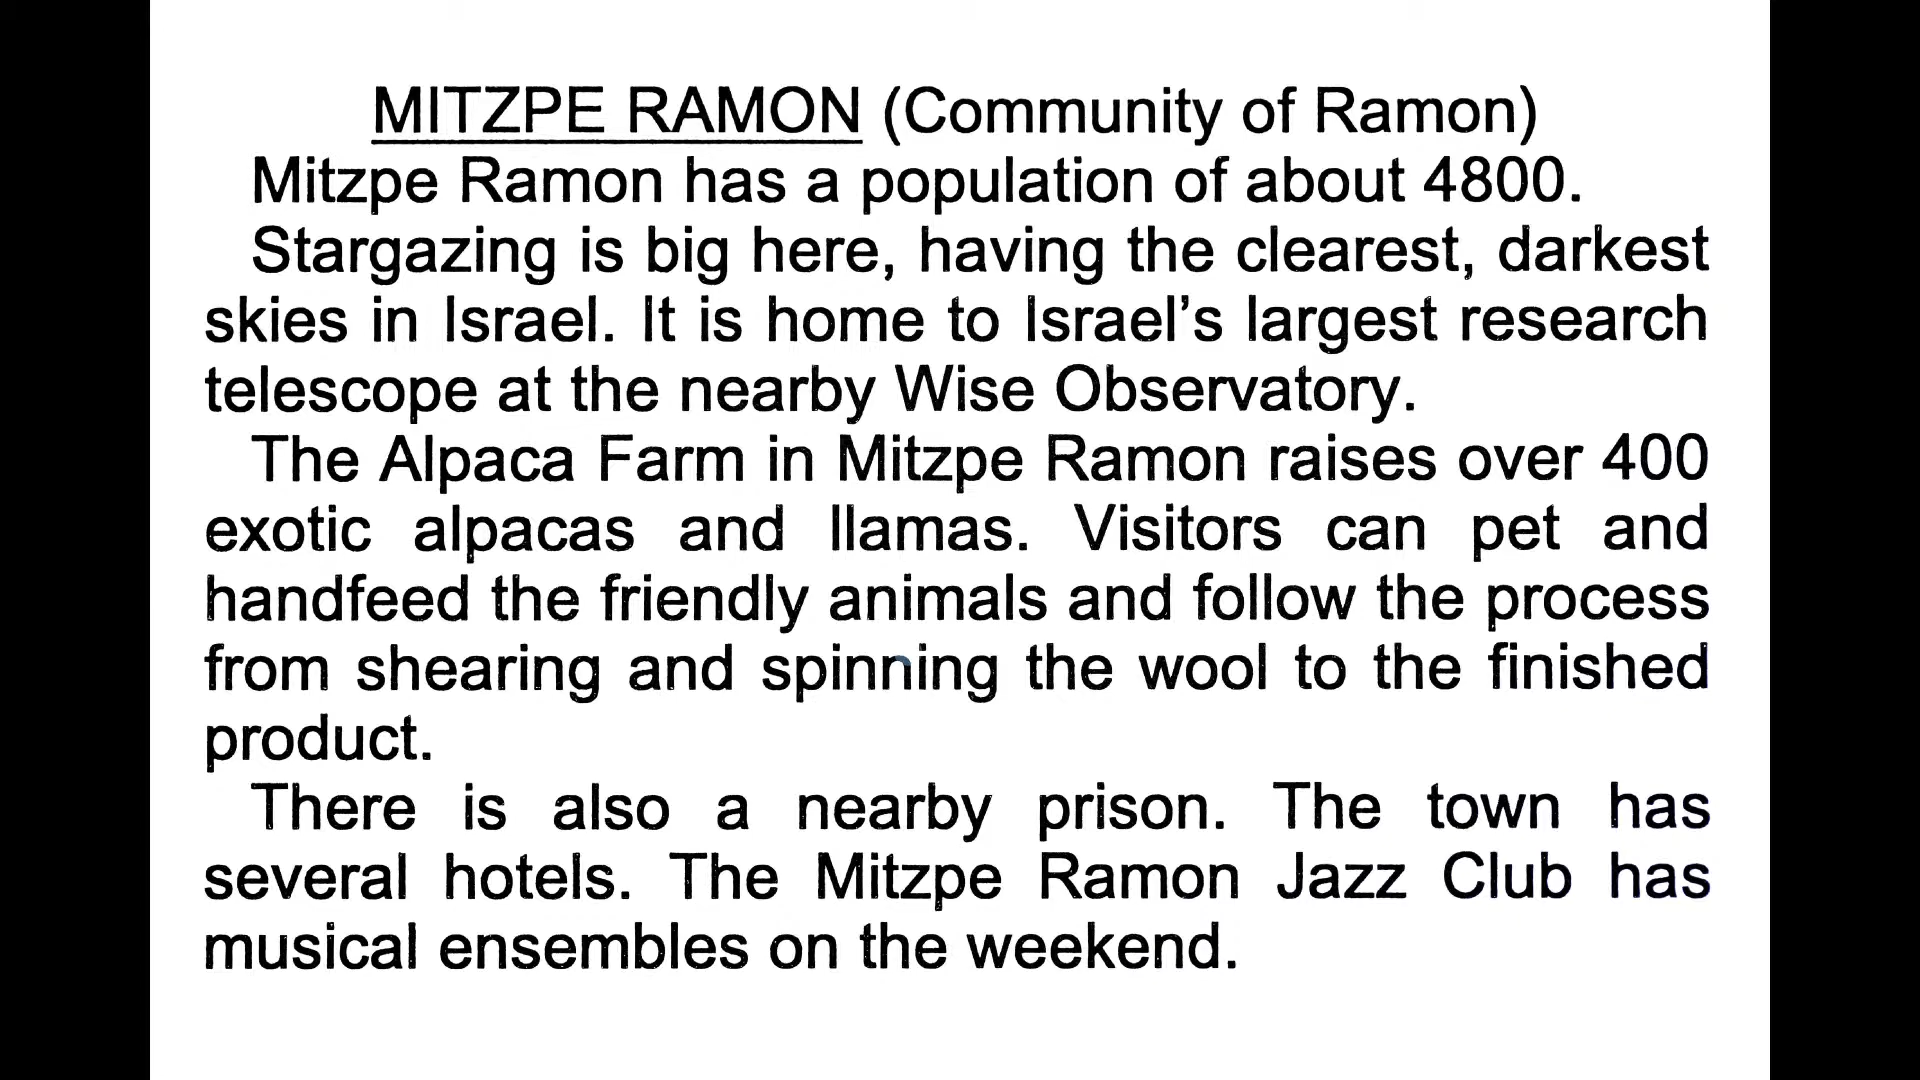 MITZPE RAMON (Community of Ramon)
Mitzpe Ramon has a population of about 4800.
Stargazing is big here, having the clearest, darkest
skies in Israel. It is home to Israel's largest research
telescope at the nearby Wise Observatory.
The Alpaca Farm in Mitzpe Ramon raises over 400
exotic alpacas and llamas. Visitors can pet and
handfeed the friendly animals and follow the process
from shearing and spinning the wool to the finished
product.
There is also a nearby prison. The town has
several hotels. The Mitzpe Ramon Jazz Club has
musical ensembles on the weekend.